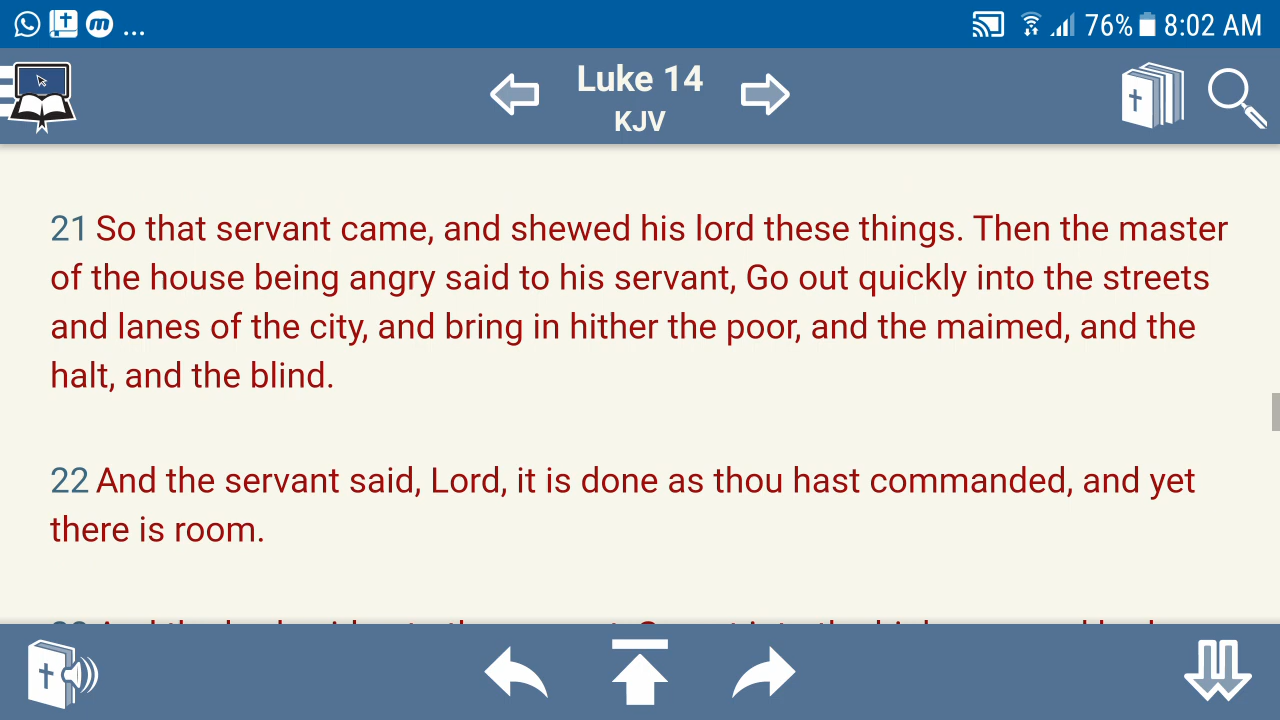 ... 76% 8:02 AM
Luke 14
KJV
21 So that servant came, and shewed his lord these things. Then the master
of the house being angry said to his servant, Go out quickly into the streets
and lanes of the city, and bring in hither the poor, and the maimed, and the
halt, and the blind.
22 And the servant said, Lord, it is done as thou hast commanded, and yet
there is room.